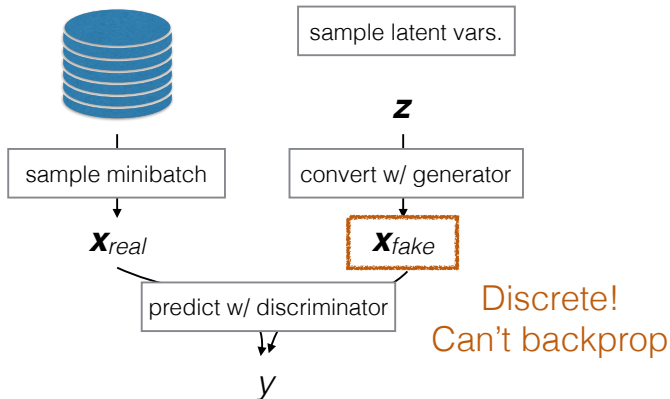 sample latent vars.
z
sample minibatch
convert w/ generator
xreal
xfake
predict w/ discriminator
Discrete!
Can't backprop
y